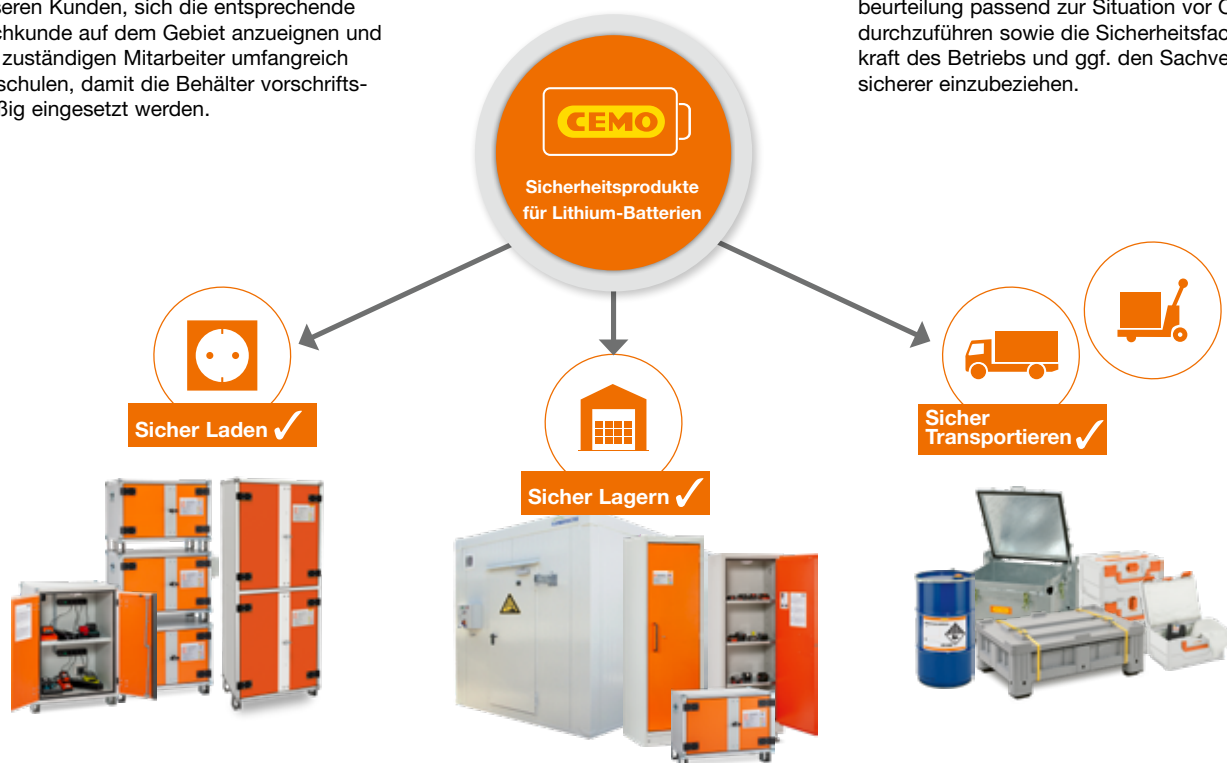 seren Kunden, sich die entsprechende
chkunde auf dem Gebiet anzueignen und
zuständigen Mitarbeiter umfangreich
schulen, damit die Behälter vorschrifts-
ßig eingesetzt werden.
beurteilung passend zur Situation vor O
durchzuführen sowie die Sicherheitsfac
kraft des Betriebs und ggf. den Sachve
sicherer einzubeziehen.
CEMO
Sicherheitsprodukte
für Lithium-Batterien
Sicher Laden ✓
Sicher Lagern ✓
Sicher
Transportieren ✓